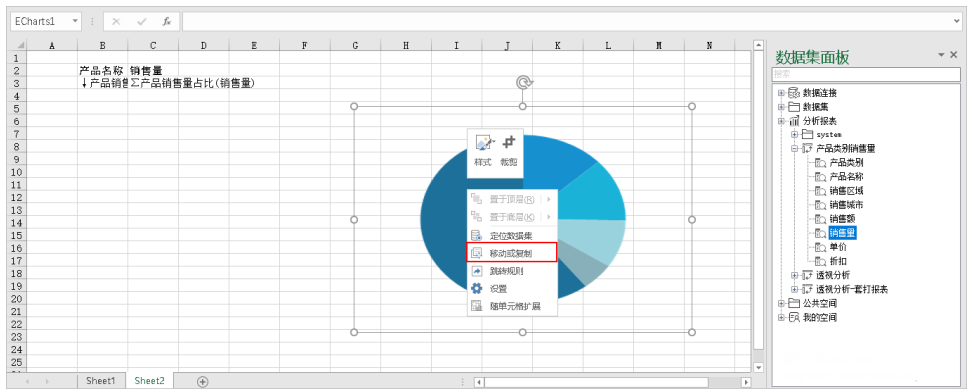 ECharts1 fx
A B C D E F G H I J K L M N
1
2 产品名称 销售量
3 ↓产品销售 Σ产品销售量占比(销售量)
4
5
6
7
8
9
10
11
12
13
14
15
16
17
18
19
20
21
22
23
24
25
样式 裁剪
置于顶层(R)
置于底层(K)
定位数据集
移动或复制
跳转规则
设置
随单元格扩展
Sheet1 Sheet2
数据集面板
搜索
数据连接
数据集
分析报表
system
产品类别销售量
产品类别
产品名称
销售区域
销售城市
销售额
销售量
单价
折扣
透视分析
透视分析-套打报表
公共空间
我的空间